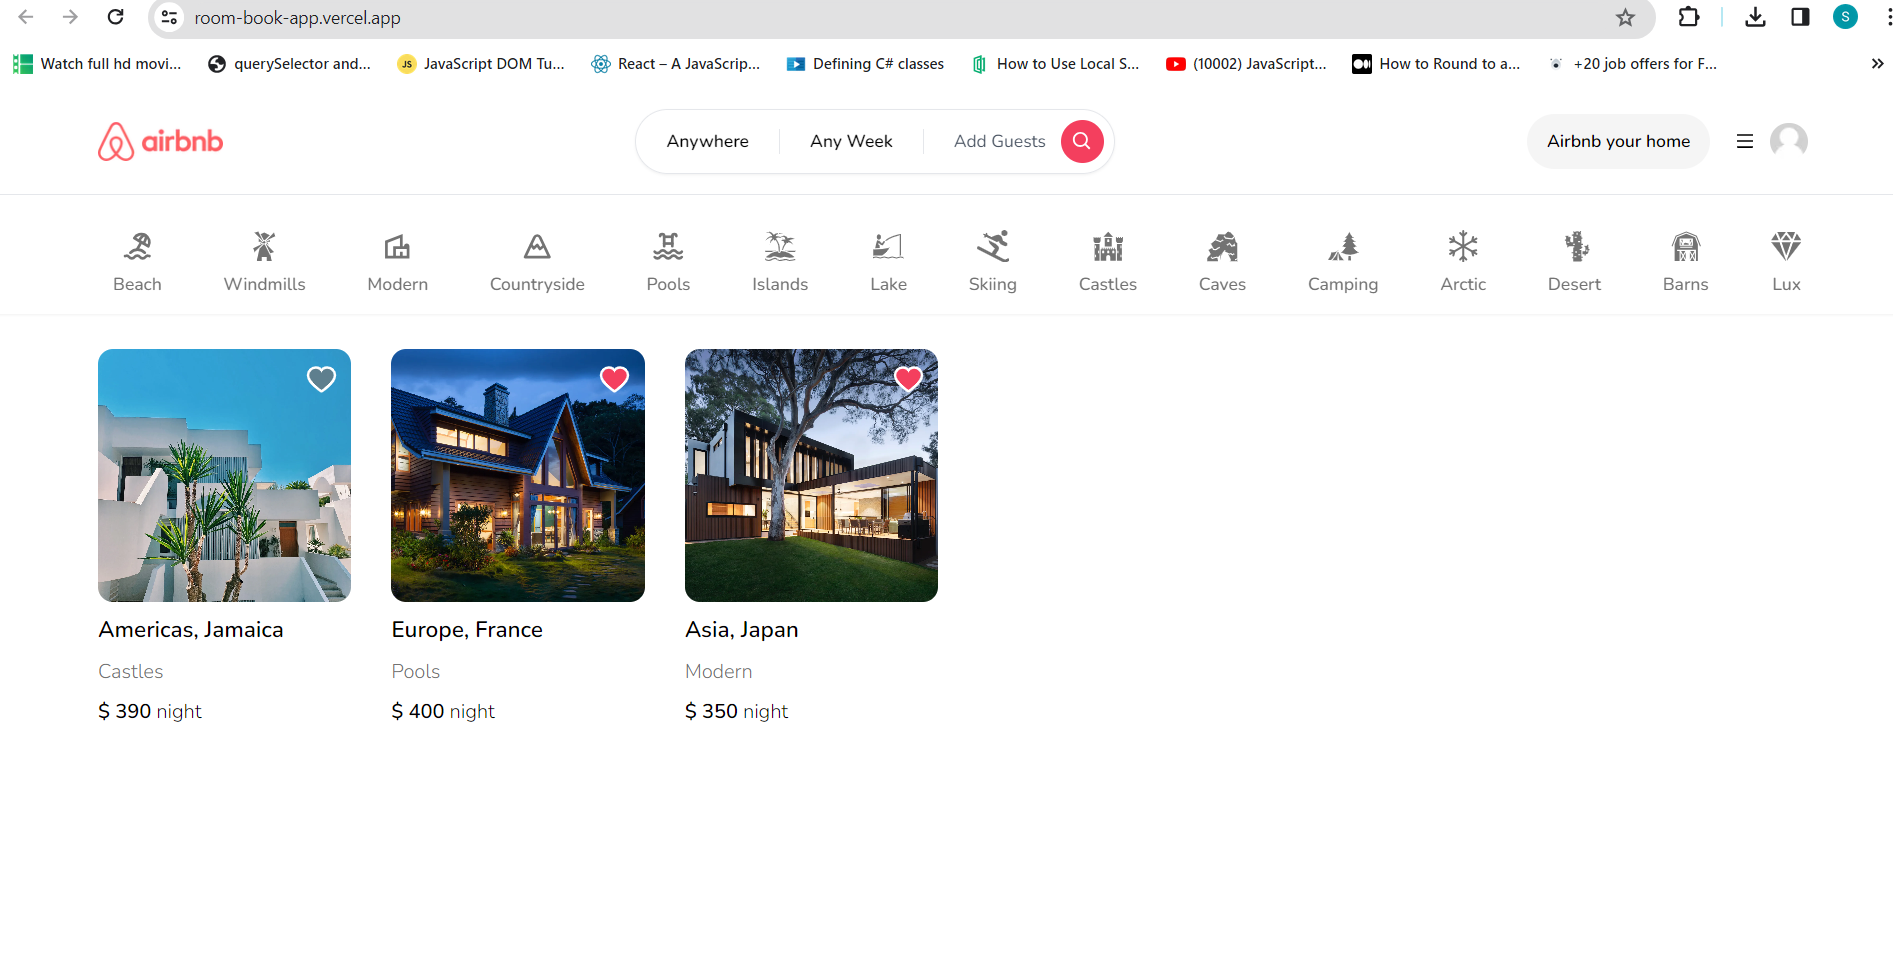 room-book-app.vercel.app
S
Watch full hd movi... querySelector and... JS JavaScript DOM Tu... React – A JavaScrip... Defining C# classes How to Use Local S... (10002) JavaScript... How to Round to a... +20 job offers for F...
airbnb Anywhere Any Week Add Guests Airbnb your home
Beach Windmills Modern Countryside Pools Islands Lake Skiing Castles Caves Camping Arctic Desert Barns Lux
Americas, Jamaica
Castles
$ 390 night
Europe, France
Pools
$ 400 night
Asia, Japan
Modern
$ 350 night